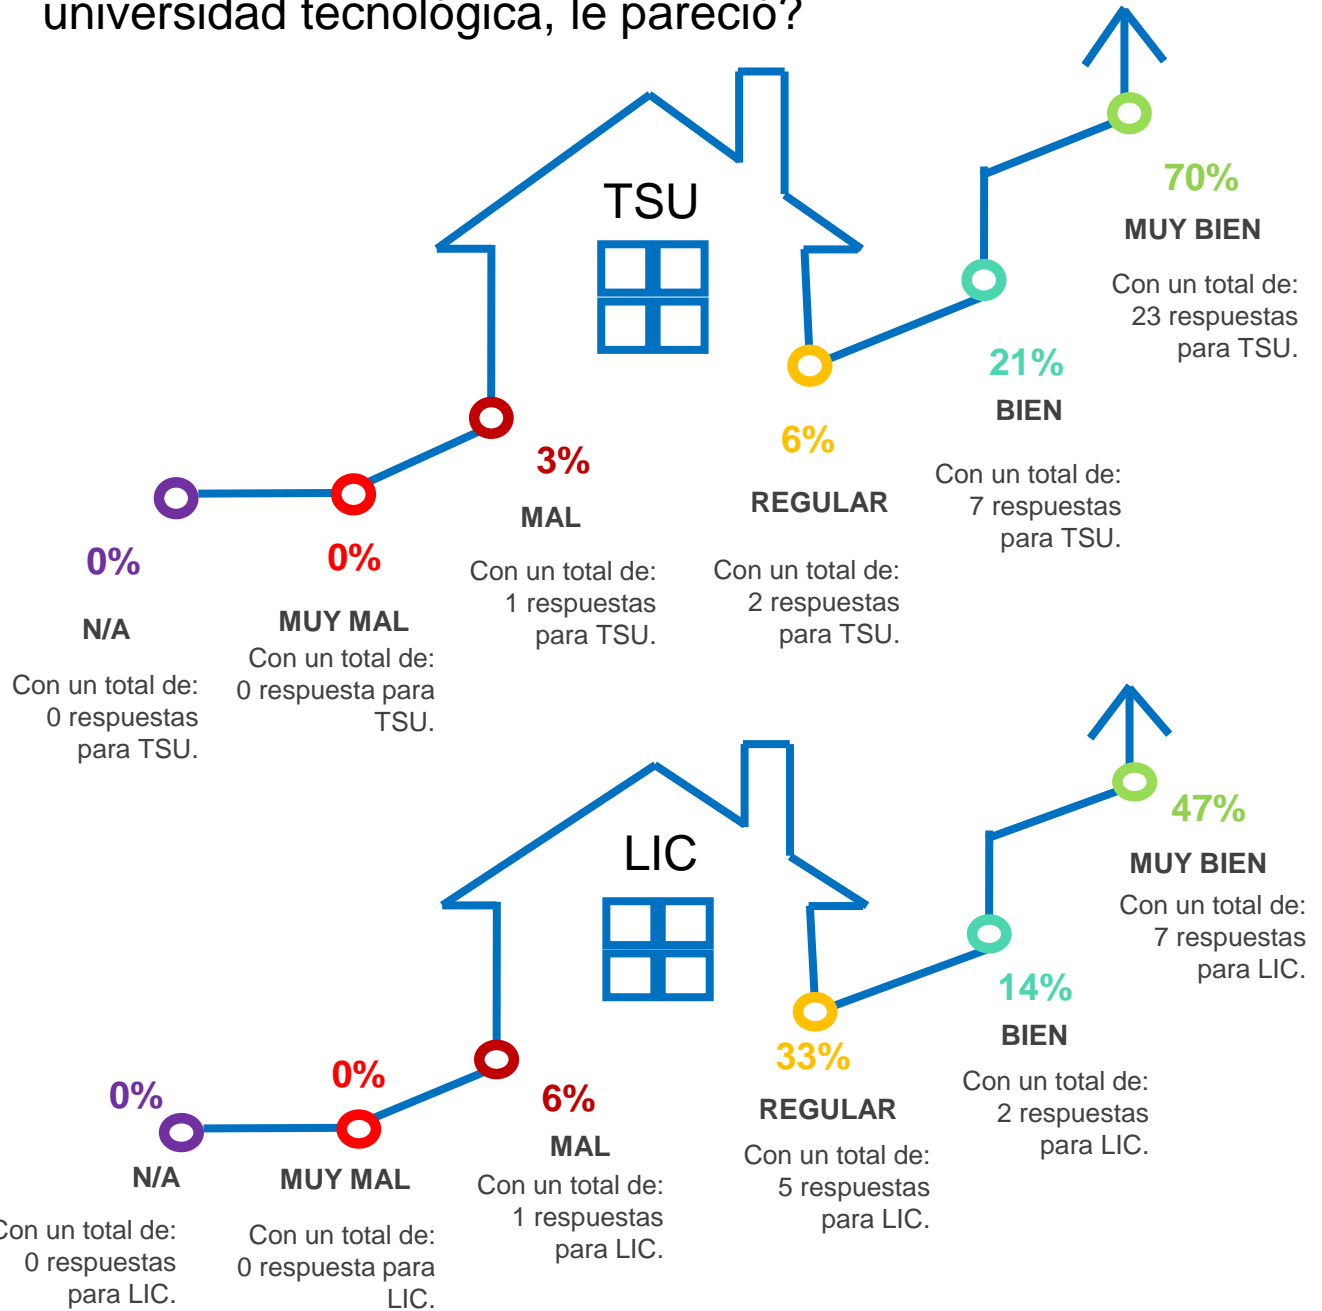 universidad tecnológica, le pareció?
TSU
70%
MUY BIEN
Con un total de:
23 respuestas
para TSU.
21%
BIEN
Con un total de:
7 respuestas
para TSU.
6%
REGULAR
Con un total de:
2 respuestas
para TSU.
3%
MAL
Con un total de:
1 respuestas
para TSU.
0%
MUY MAL
Con un total de:
0 respuesta para
TSU.
0%
N/A
Con un total de:
0 respuestas
para TSU.
LIC
47%
MUY BIEN
Con un total de:
7 respuestas
para LIC.
14%
BIEN
Con un total de:
2 respuestas
para LIC.
33%
REGULAR
Con un total de:
5 respuestas
para LIC.
6%
MAL
Con un total de:
1 respuestas
para LIC.
0%
MUY MAL
Con un total de:
0 respuesta para
LIC.
0%
N/A
Con un total de:
0 respuestas
para LIC.